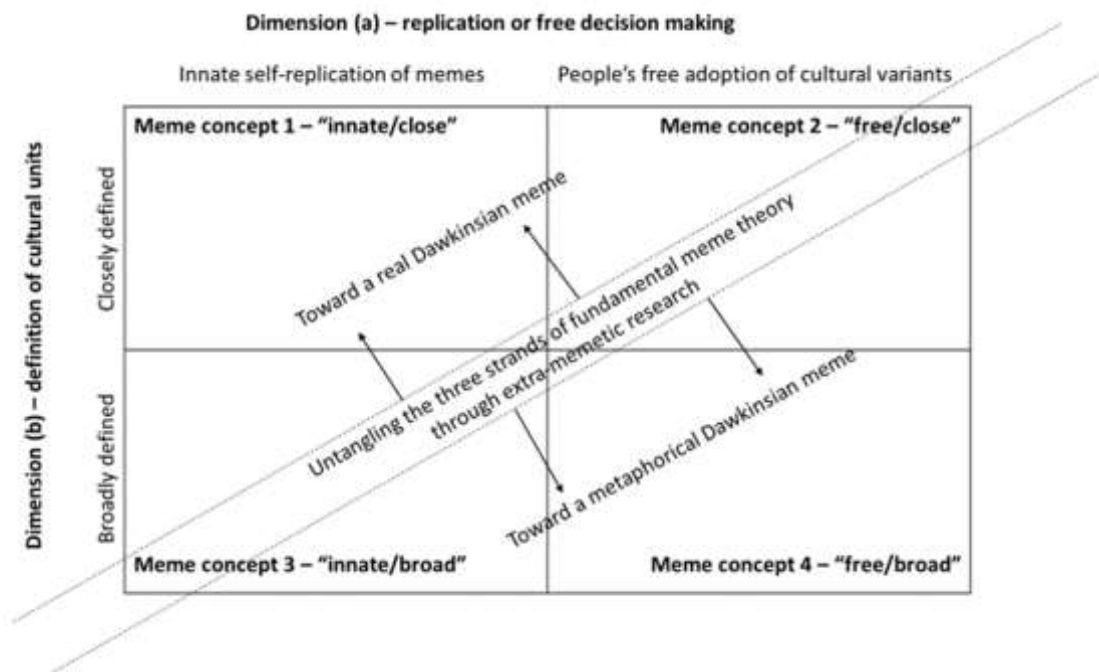 Dimension (a) – replication or free decision making
Innate self-replication of memes
People's free adoption of cultural variants
Dimension (b) – definition of cultural units
Closely defined
Broadly defined
Meme concept 1 – “innate/close”
Meme concept 2 – “free/close”
Toward a real Dawkinsian meme
Untangling the three strands of fundamental meme theory
through extra-memetic research
Toward a metaphorical Dawkinsian meme
Meme concept 3 – “innate/broad”
Meme concept 4 – “free/broad”